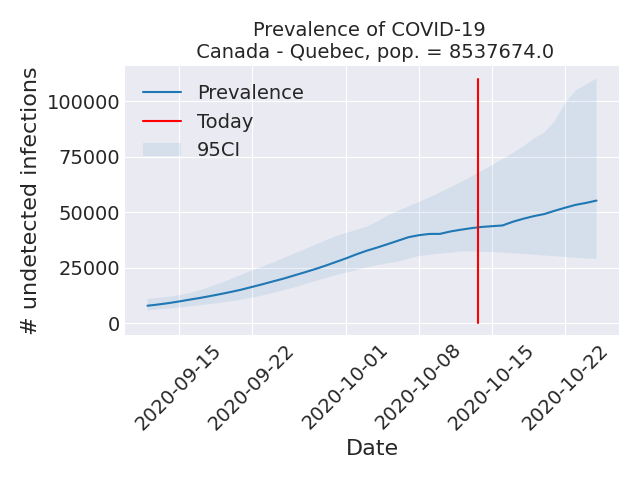 Prevalence of COVID-19
Canada - Quebec, pop. = 8537674.0
Prevalence
Today
95CI
# undetected infections
100000
75000
50000
25000
0
2020-09-15
2020-09-22
2020-10-01
2020-10-08
2020-10-15
2020-10-22
Date